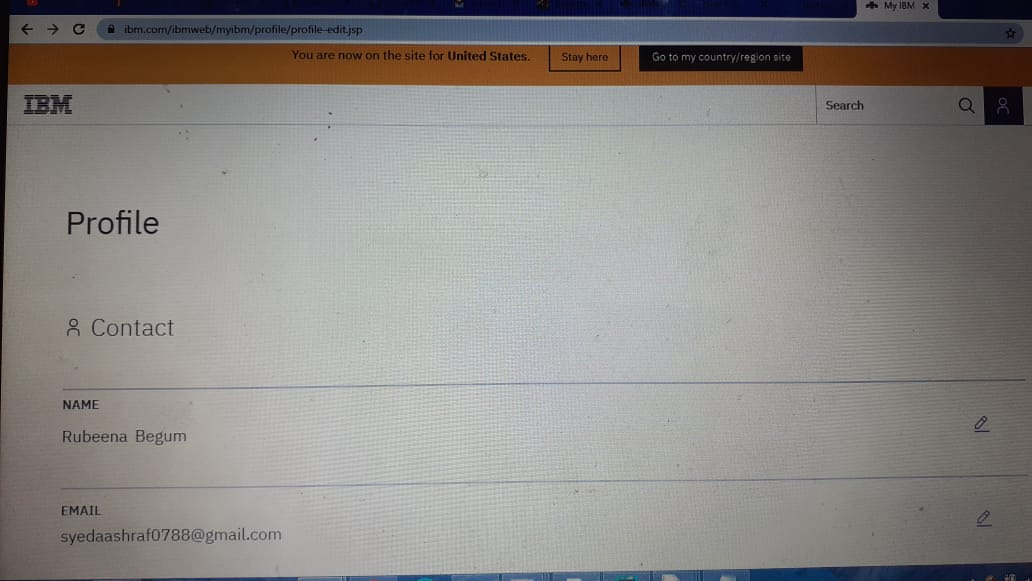 My IBM
ibm.com/ibmweb/myibm/profile/profile-edit.jsp
You are now on the site for United States. Stay here Go to my country/region site
IBM Search
Profile
Contact
NAME
Rubeena Begum
EMAIL
syedaashraf0788@gmail.com